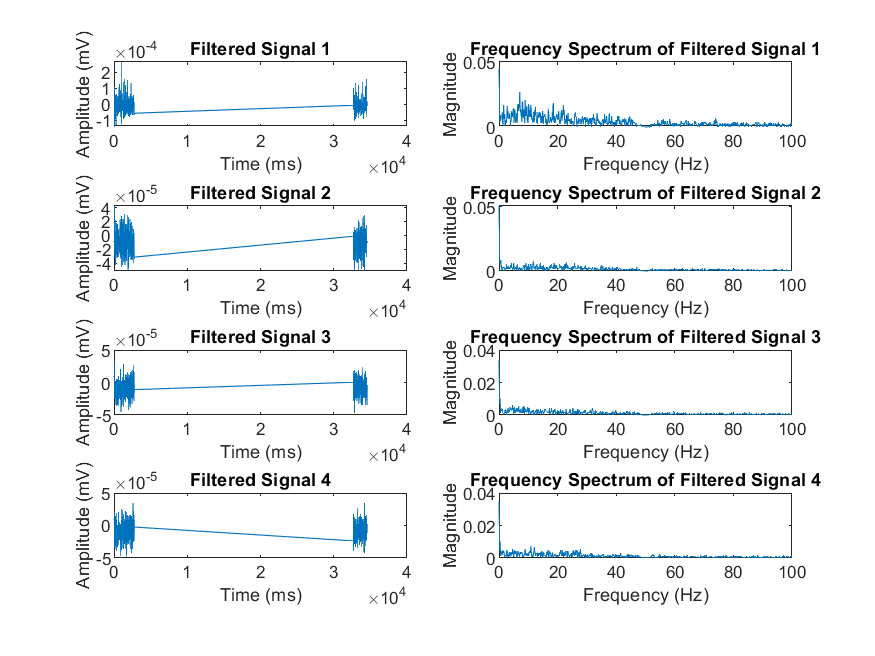 Filtered Signal 1
×10-4
Amplitude (mV)
2
1
0
-1
0 1 2 3 4
Time (ms)
×104
Frequency Spectrum of Filtered Signal 1
Magnitude
0.05
0
0 20 40 60 80 100
Frequency (Hz)
Filtered Signal 2
×10-5
Amplitude (mV)
4
2
0
-2
-4
0 1 2 3 4
Time (ms)
×104
Frequency Spectrum of Filtered Signal 2
Magnitude
0.05
0
0 20 40 60 80 100
Frequency (Hz)
Filtered Signal 3
×10-5
Amplitude (mV)
5
0
-5
0 1 2 3 4
Time (ms)
×104
Frequency Spectrum of Filtered Signal 3
Magnitude
0.04
0.02
0
0 20 40 60 80 100
Frequency (Hz)
Filtered Signal 4
×10-5
Amplitude (mV)
5
0
-5
0 1 2 3 4
Time (ms)
×104
Frequency Spectrum of Filtered Signal 4
Magnitude
0.04
0.02
0
0 20 40 60 80 100
Frequency (Hz)